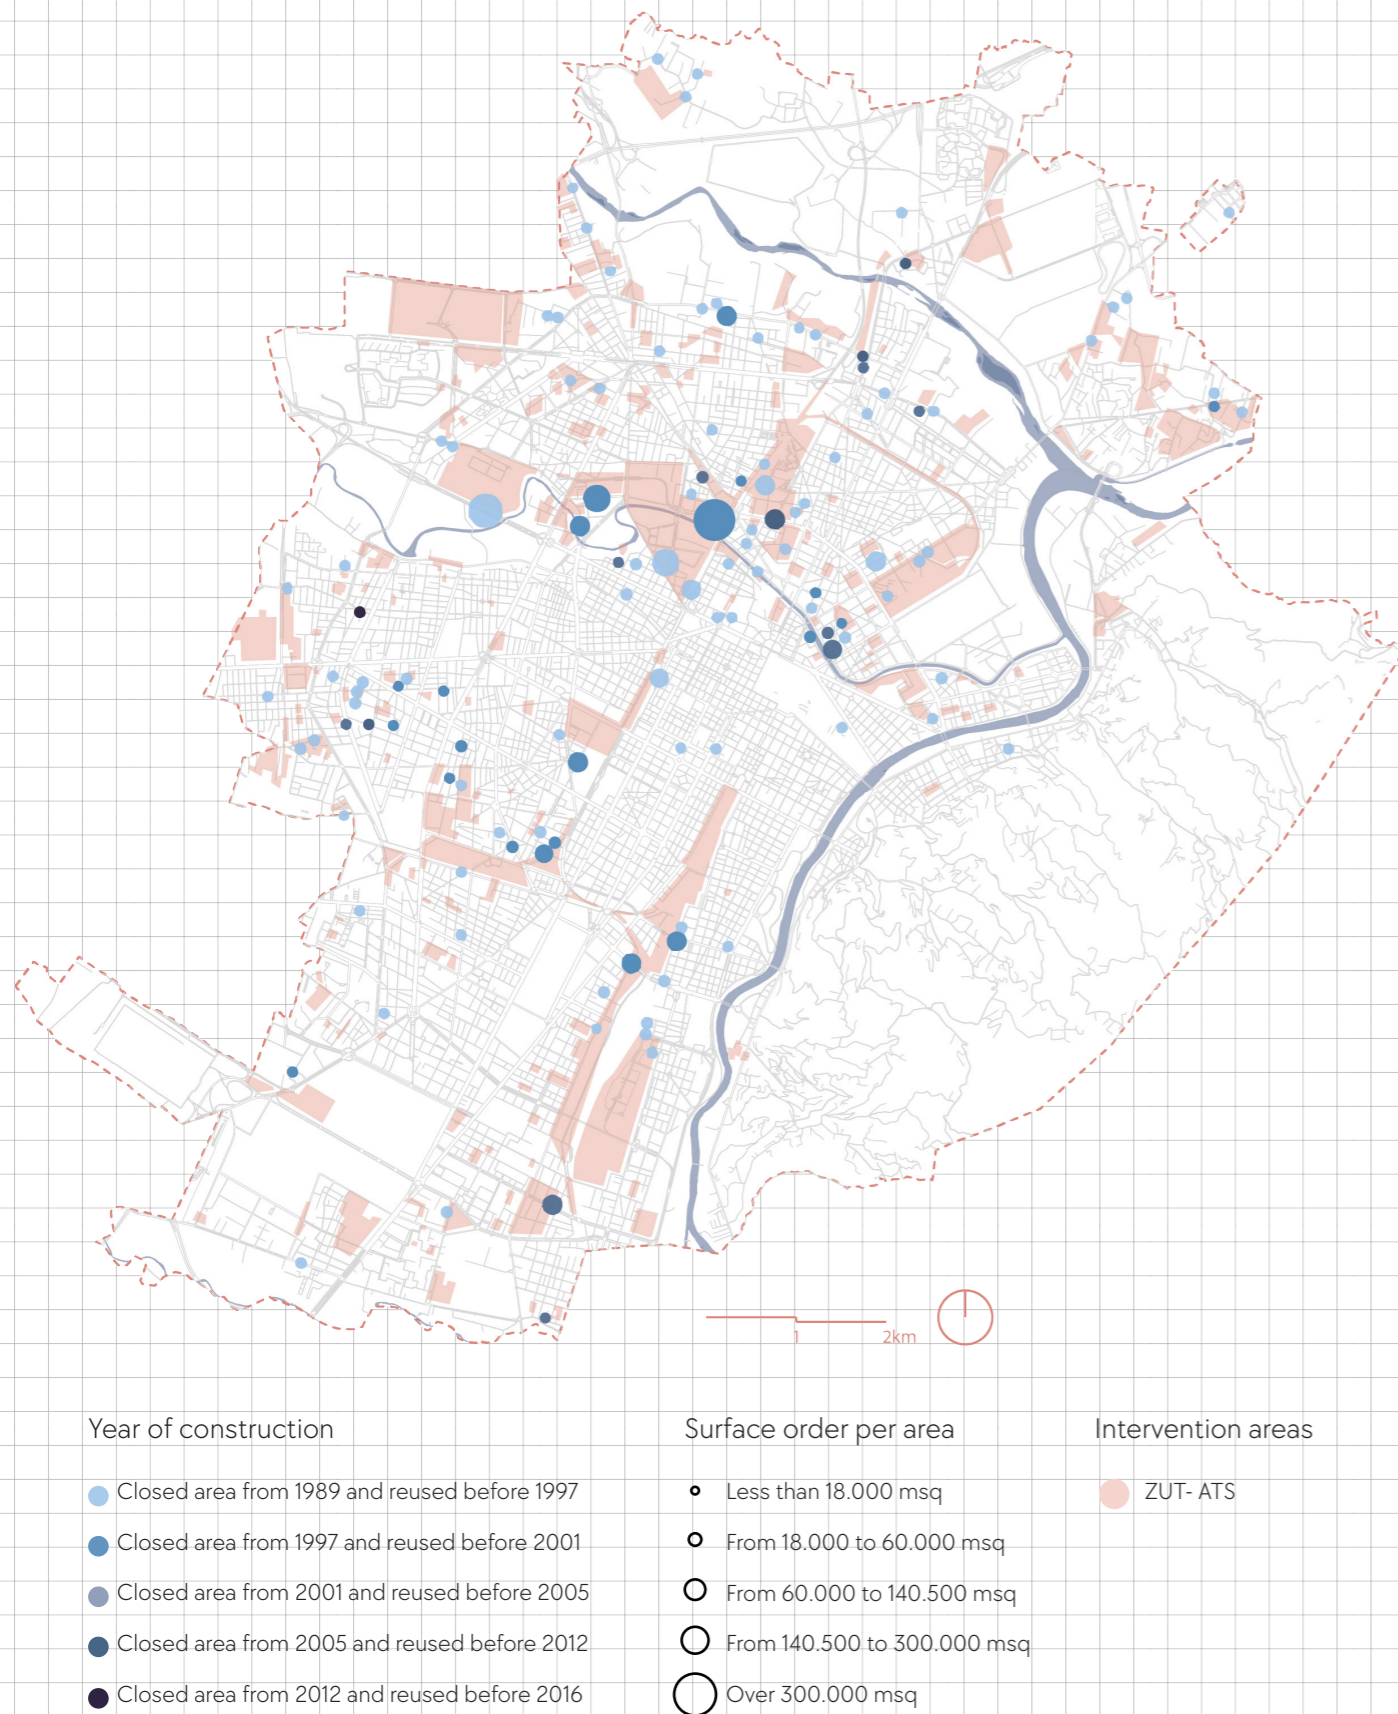 1
2km
Year of construction
Closed area from 1989 and reused before 1997
Closed area from 1997 and reused before 2001
Closed area from 2001 and reused before 2005
Closed area from 2005 and reused before 2012
Closed area from 2012 and reused before 2016
Surface order per area
Less than 18.000 msq
From 18.000 to 60.000 msq
From 60.000 to 140.500 msq
From 140.500 to 300.000 msq
Over 300.000 msq
Intervention areas
ZUT- ATS